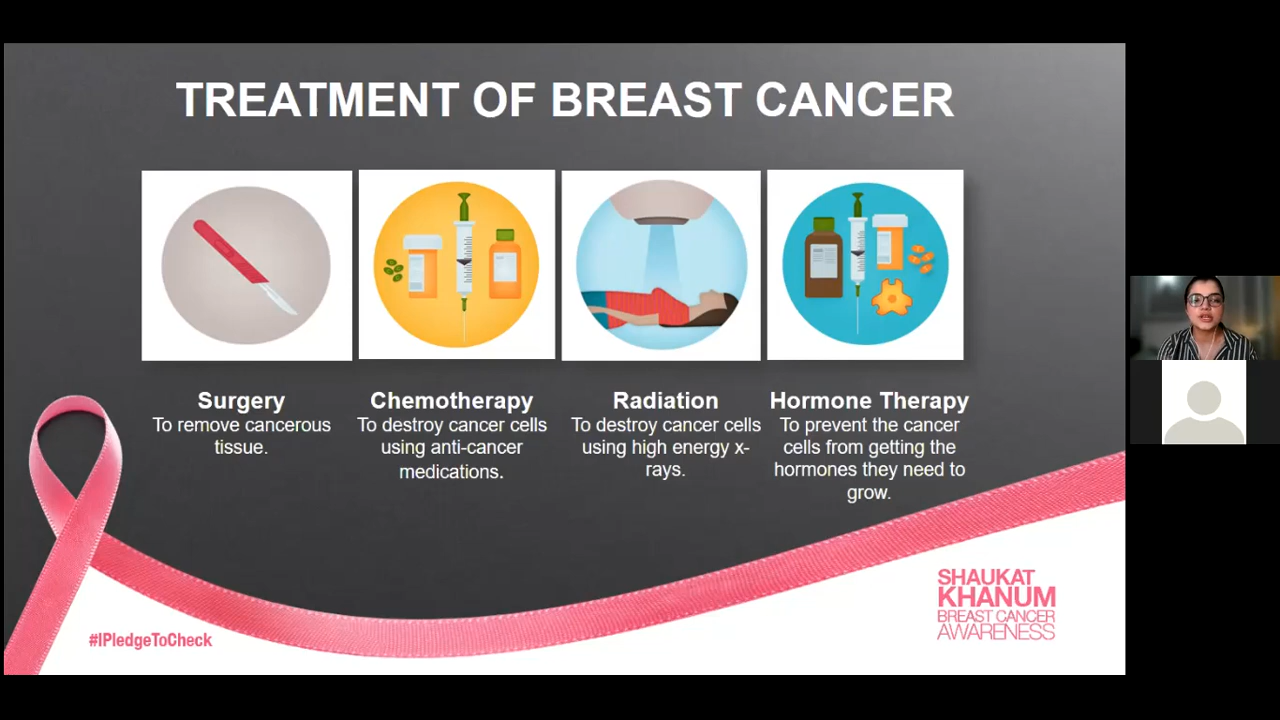 TREATMENT OF BREAST CANCER
Surgery
To remove cancerous
tissue.
Chemotherapy
To destroy cancer cells
using anti-cancer
medications.
Radiation
To destroy cancer cells
using high energy x-
rays.
Hormone Therapy
To prevent the cancer
cells from getting the
hormones they need to
grow.
#IPledgeToCheck
SHAUKAT
KHANUM
BREAST CANCER
AWARENESS